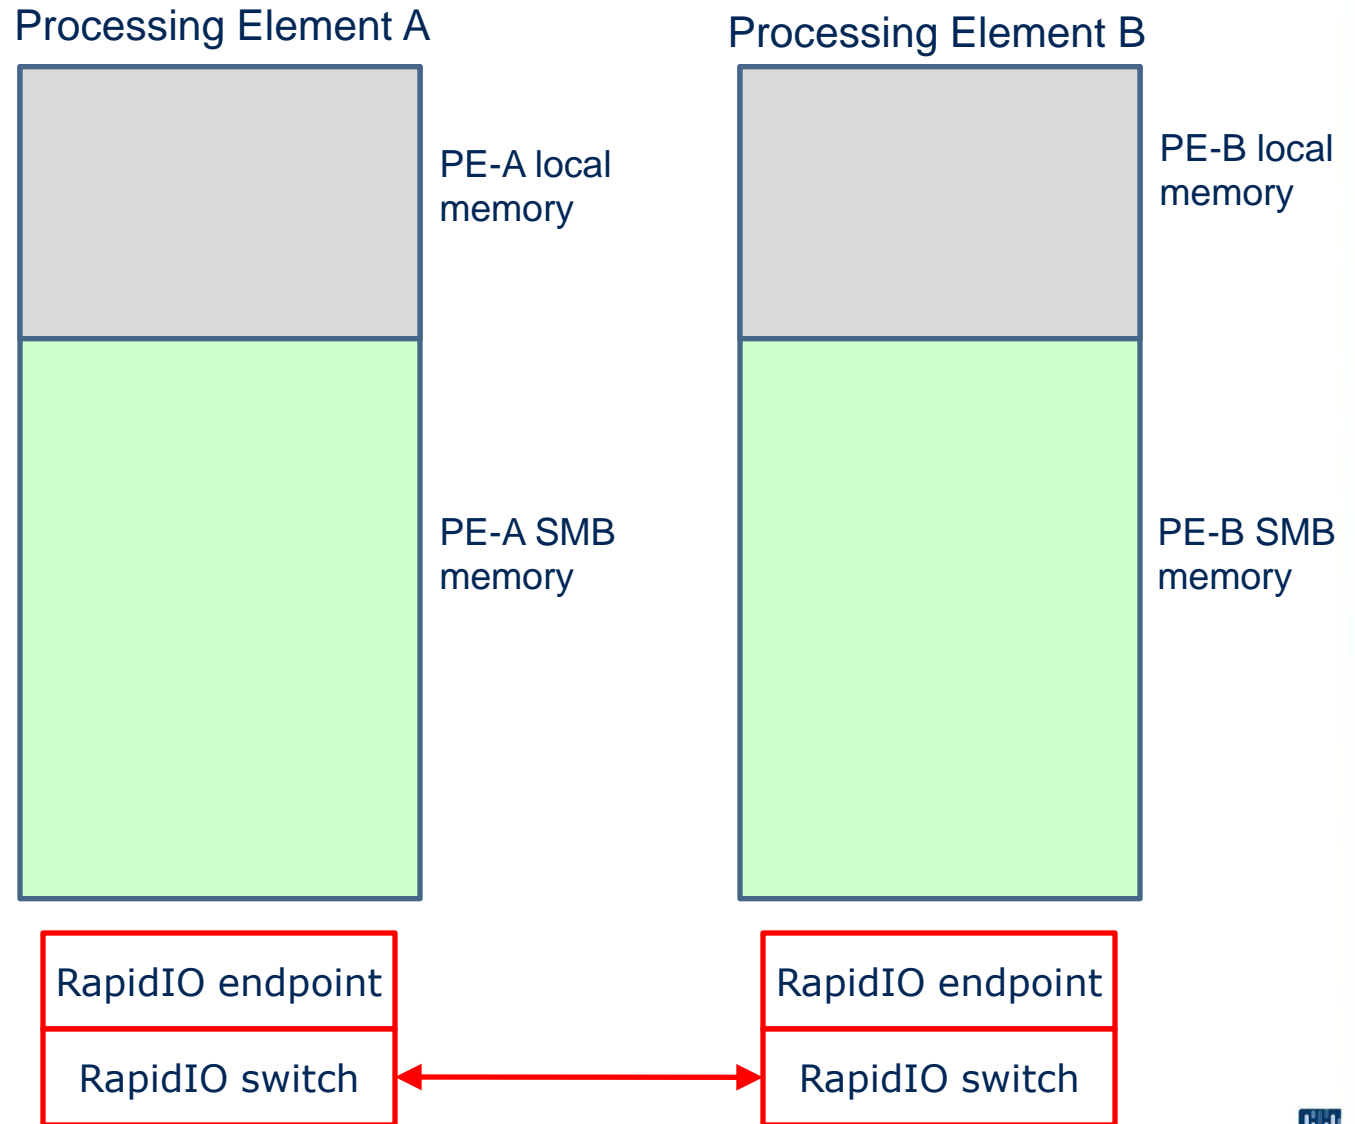 Processing Element A
Processing Element B
PE-A local
memory
PE-B local
memory
PE-A SMB
memory
PE-B SMB
memory
RapidIO endpoint
RapidIO endpoint
RapidIO switch
RapidIO switch